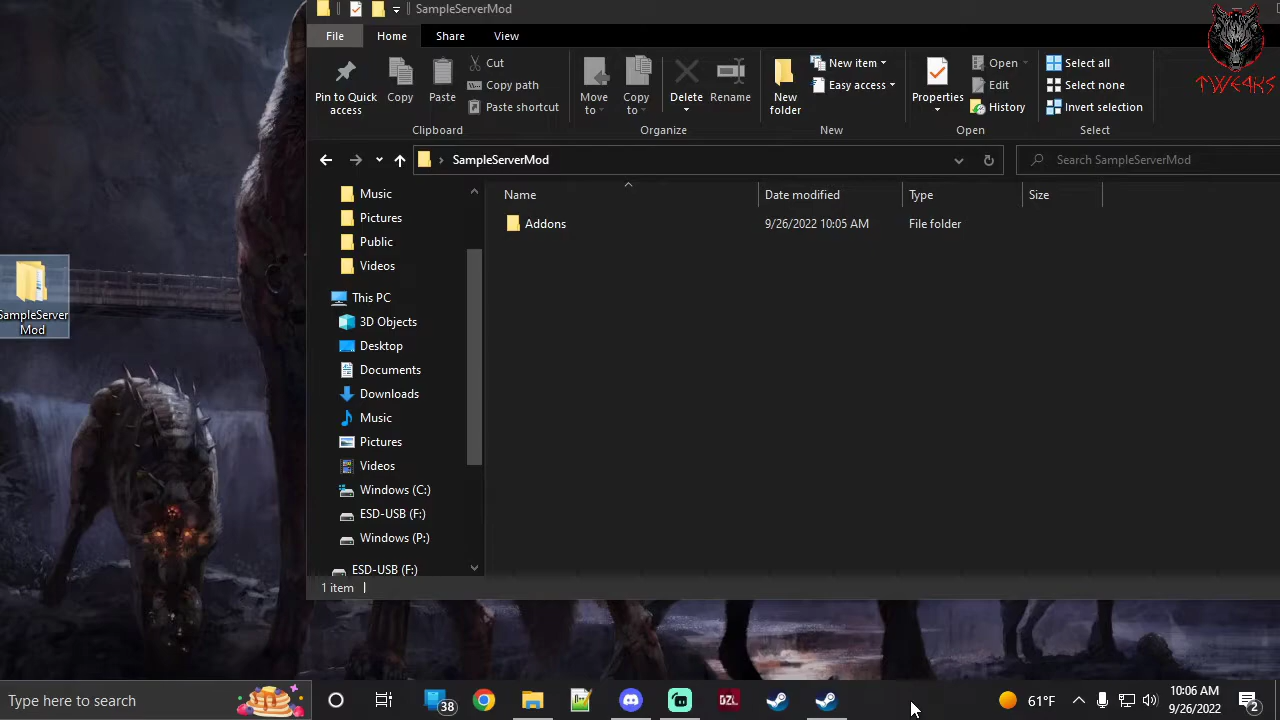 SampleServerMod
File
Home
Share
View
Pin to Quick access
Copy
Paste
Cut
Copy path
Paste shortcut
Move to
Copy to
Delete
Rename
New folder
New item
Easy access
Properties
Open
Edit
History
Select all
Select none
Invert selection
Clipboard
Organize
New
Open
Select
TWE4KS
SampleServerMod
Search SampleServerMod
Name
Date modified
Type
Size
Addons
9/26/2022 10:05 AM
File folder
Music
Pictures
Public
Videos
This PC
3D Objects
Desktop
Documents
Downloads
Music
Pictures
Videos
Windows (C:)
ESD-USB (F:)
Windows (P:)
ESD-USB (F:)
1 item
SampleServer
Mod
Type here to search
38
DZL
61°F
10:06 AM
9/26/2022
2